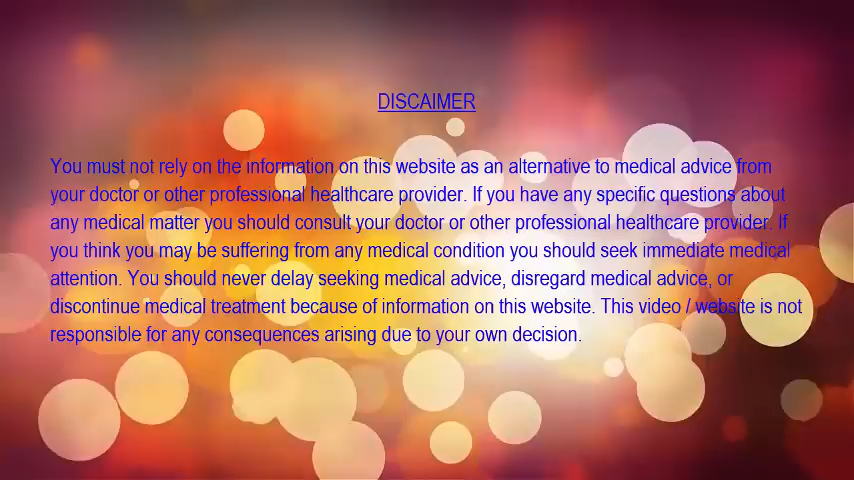 DISCAIMER
You must not rely on the information on this website as an alternative to medical advice from
your doctor or other professional healthcare provider. If you have any specific questions about
any medical matter you should consult your doctor or other professional healthcare provider. If
you think you may be suffering from any medical condition you should seek immediate medical
attention. You should never delay seeking medical advice, disregard medical advice, or
discontinue medical treatment because of information on this website. This video / website is not
responsible for any consequences arising due to your own decision.